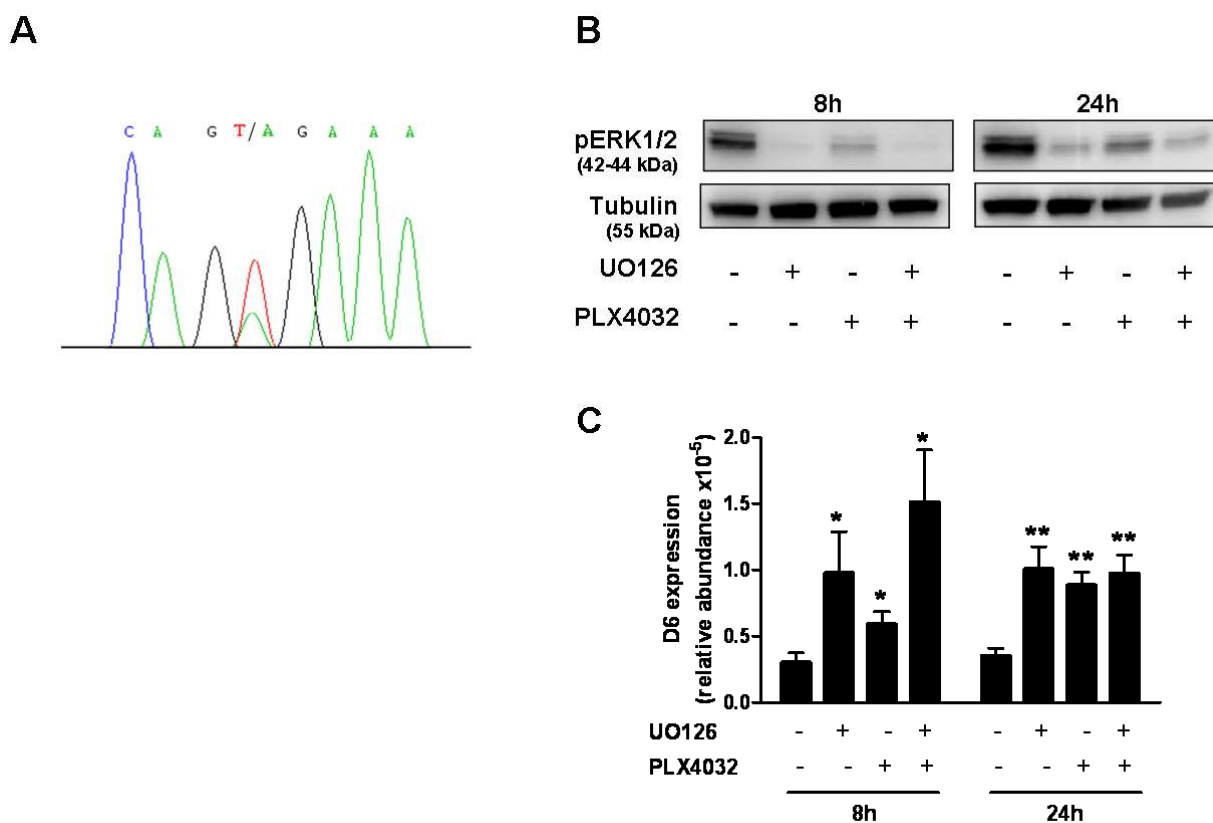 A
C A G T/A G A A A
B
8h 24h
pERK1/2
(42-44 kDa)
Tubulin
(55 kDa)
UO126 - + - + - + - +
PLX4032 - - + + - - + +
C
D6 expression
(relative abundance x10-5)
2.0
1.5
1.0
0.5
0.0
* * * ** ** **
UO126 - + - + - + - +
PLX4032 - - + + - - + +
8h 24h